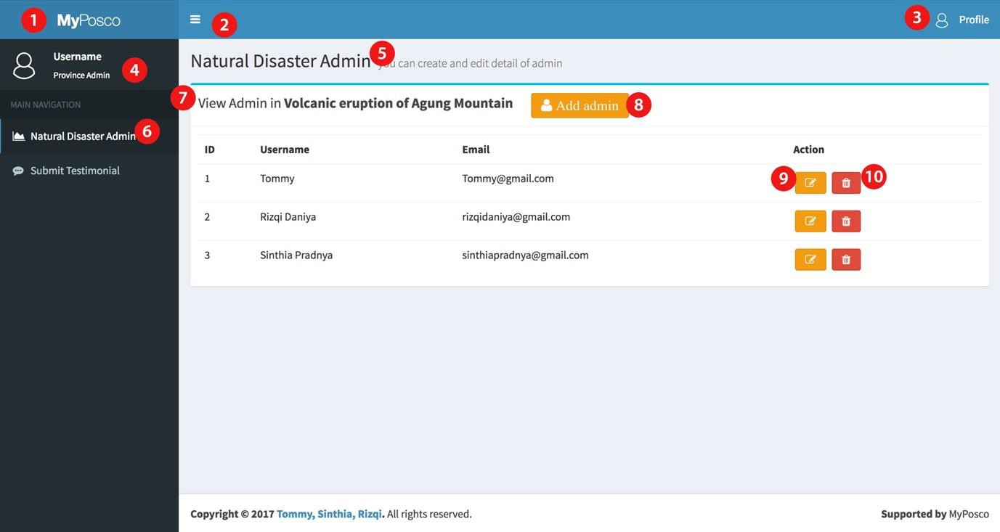 1 MyPosco
2
3 Profile
Username
Province Admin 4
MAIN NAVIGATION
Natural Disaster Admin 6
Submit Testimonial
Natural Disaster Admin 5 you can create and edit detail of admin
7 View Admin in Volcanic eruption of Agung Mountain Add admin 8
ID Username Email Action
1 Tommy Tommy@gmail.com 9 10
2 Rizqi Daniya rizqidaniya@gmail.com
3 Sinthia Pradnya sinthiapradnya@gmail.com
Copyright © 2017 Tommy, Sinthia, Rizqi. All rights reserved. Supported by MyPosco